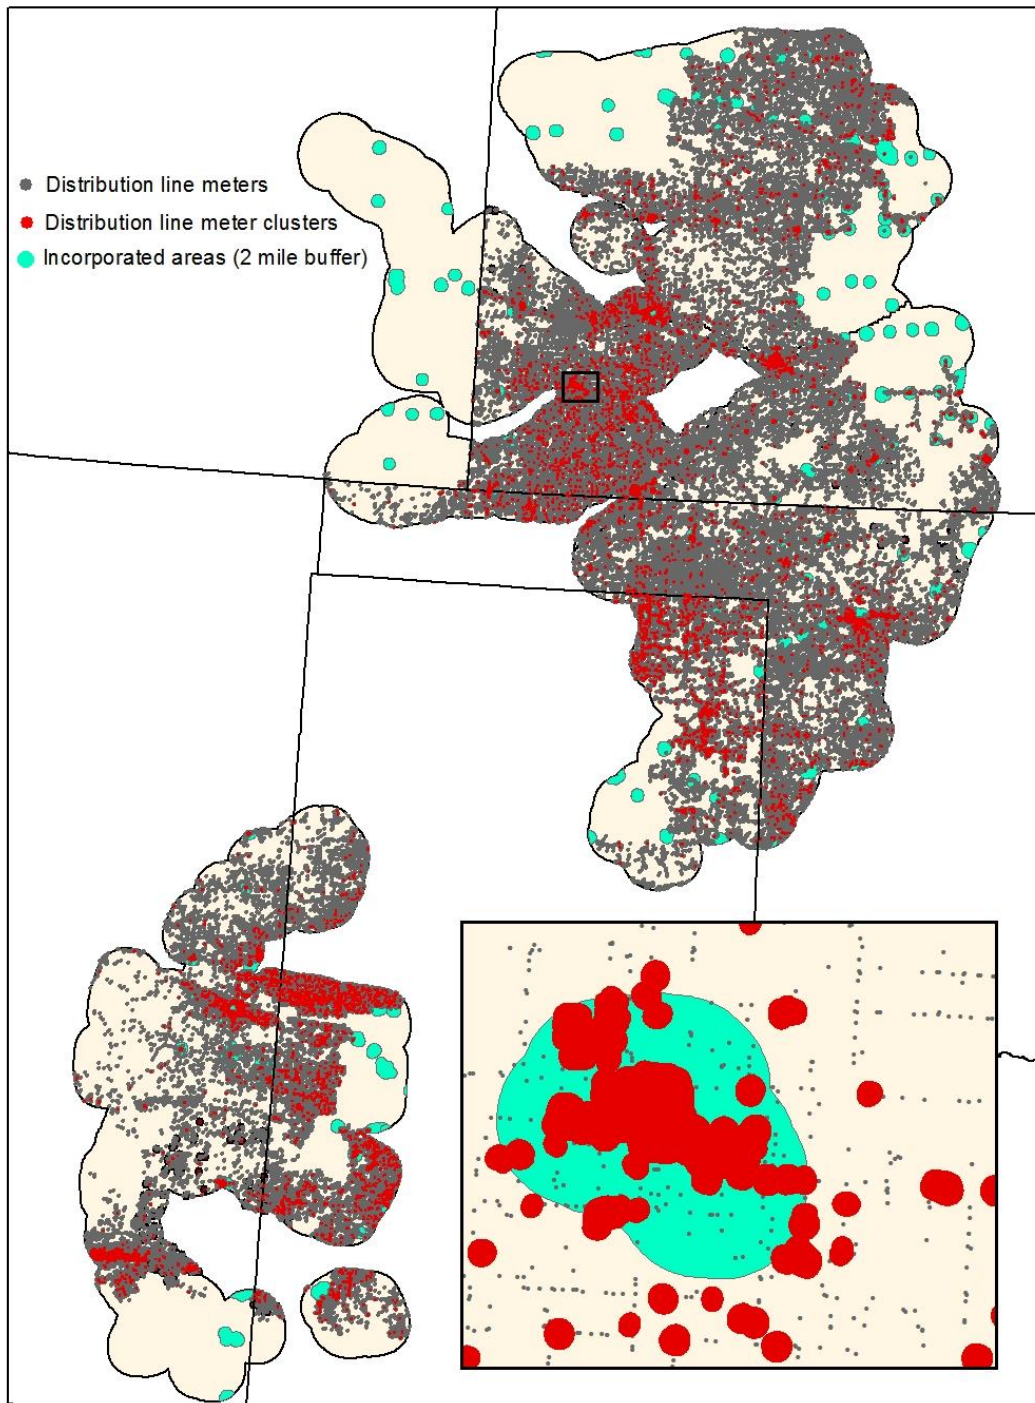 Distribution line meters
Distribution line meter clusters
Incorporated areas (2 mile buffer)